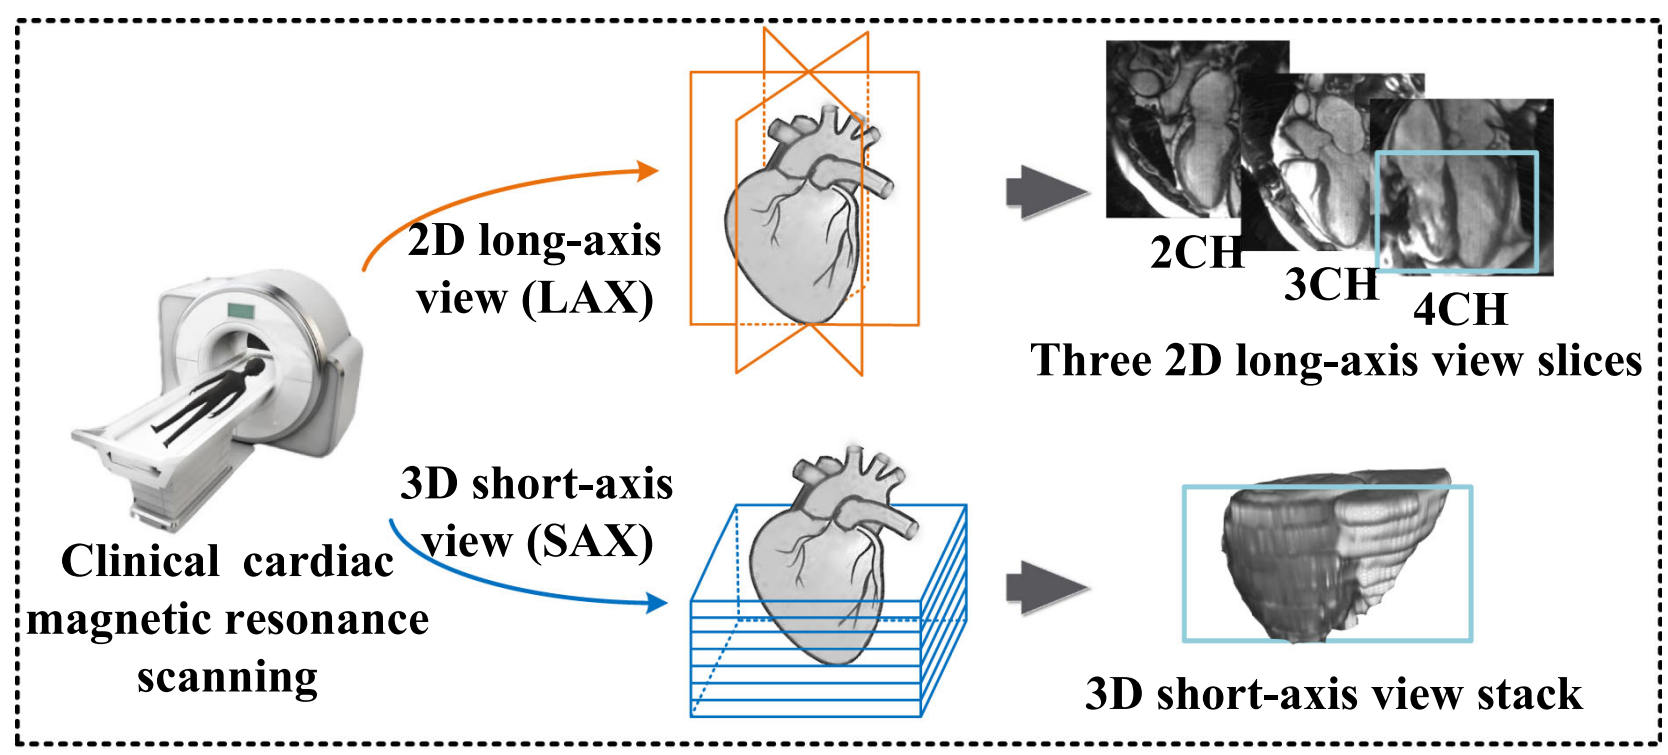 2D long-axis
view (LAX)
2CH
3CH
4CH
Three 2D long-axis view slices
Clinical cardiac
magnetic resonance
scanning
3D short-axis
view (SAX)
3D short-axis view stack